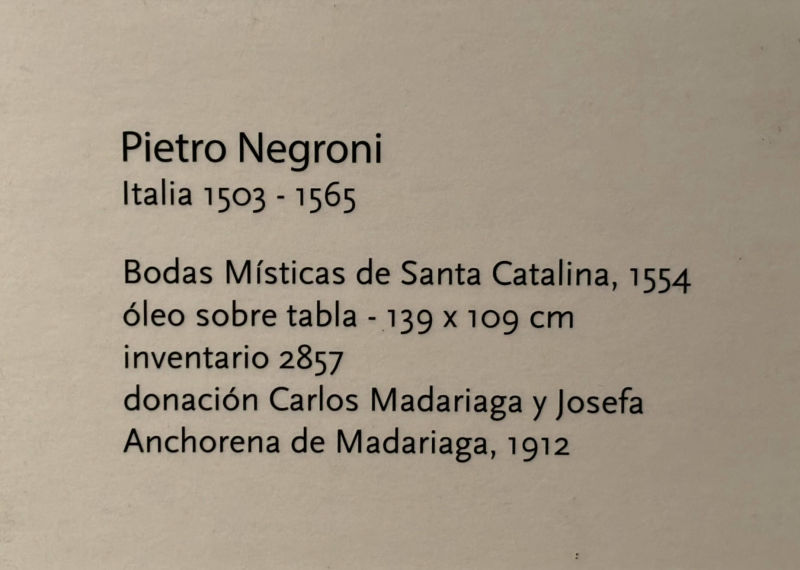 Pietro Negroni
Italia 1503 - 1565
Bodas Místicas de Santa Catalina, 1554
óleo sobre tabla - 139 x 109 cm
inventario 2857
donación Carlos Madariaga y Josefa
Anchorena de Madariaga, 1912